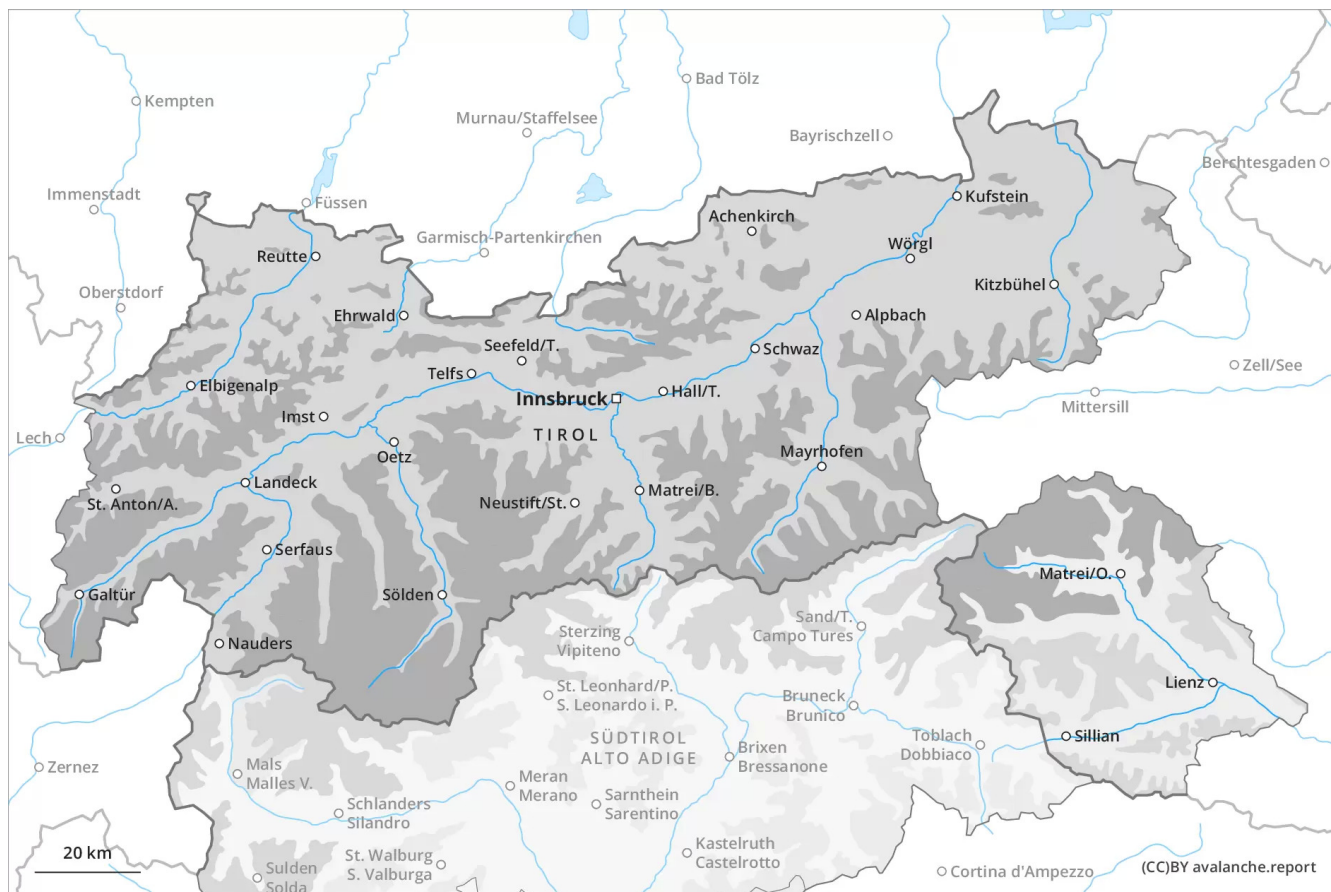 Bad Tölz
Kempten
Murnau/Staffelsee
Bayrischzell
Berchtesgaden
Immenstadt
Füssen
Kufstein
Achenkirch
Garmisch-Partenkirchen
Wörgl
Reutte
Kitzbühel
Oberstdorf
Ehrwald
Alpbach
Seefeld/T.
Schwaz
Zell/See
Telfs
Elbigenalp
Hall/T.
Innsbruck
Mittersill
Imst
TIROL
Lech
Oetz
Mayrhofen
Landeck
Matrei/B.
St. Anton/A.
Neustift/St.
Serfaus
Matrei/O.
Galtür
Sölden
Sand/T.
Campo Tures
Sterzing
Vipiteno
Nauders
Lienz
St. Leonhard/P.
S. Leonardo i. P.
Bruneck
Brunico
Sillian
SÜDTIROL
ALTO ADIGE
Toblach
Dobbiaco
Brixen
Bressanone
Zernez
Mals
Malles V.
Meran
Merano
Sarnthein
Sarentino
Schlanders
Silandro
Kastelruth
Castelrotto
20 km
St. Walburg
S. Valburga
Sulden
Solda
Cortina d'Ampezzo
(CC)BY avalanche.report